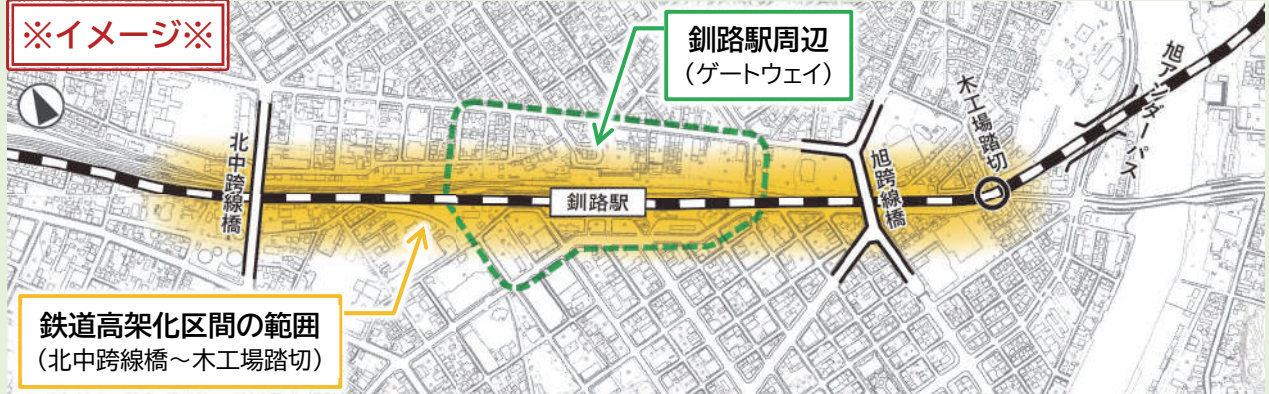 ※イメージ※
釧路駅周辺
（ゲートウェイ）
北中跨線橋
釧路駅
旭跨線橋
木工場踏切
旭アンダーパス
鉄道高架化区間の範囲
（北中跨線橋～木工場踏切）